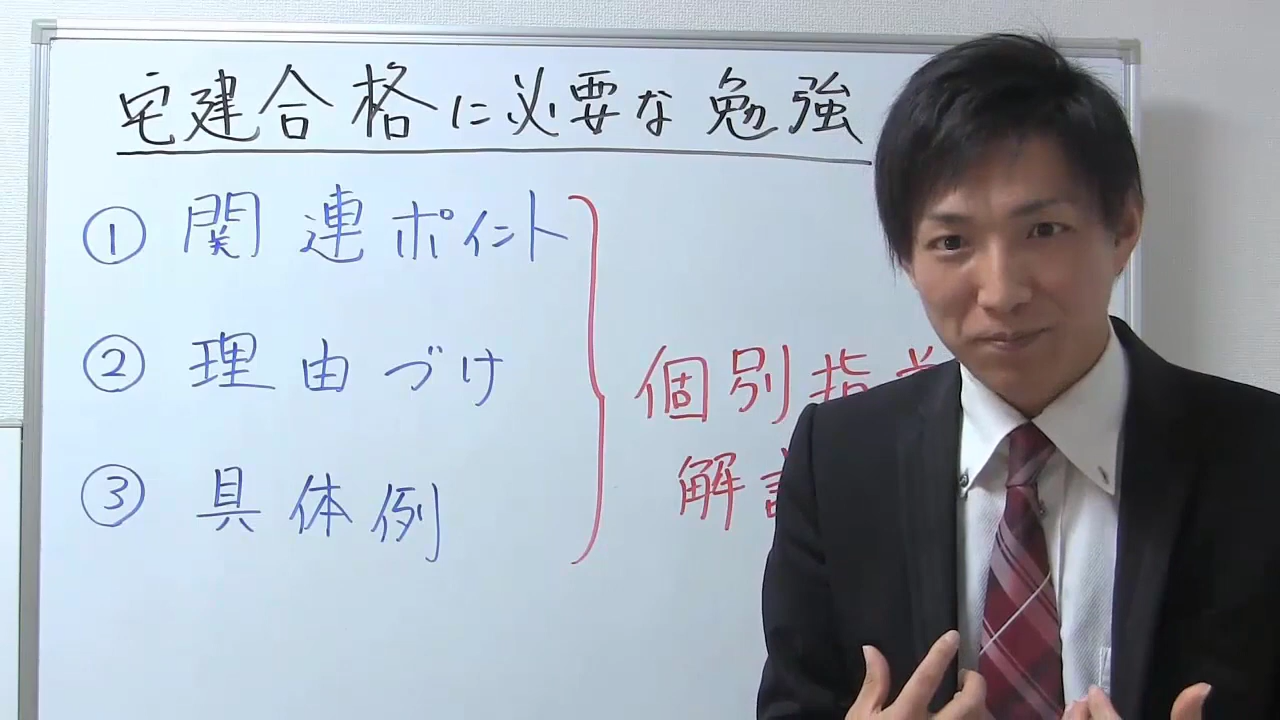 宅建合格に必要な勉強
① 関連ポイント
② 理由づけ
③ 具体例
個別指
解